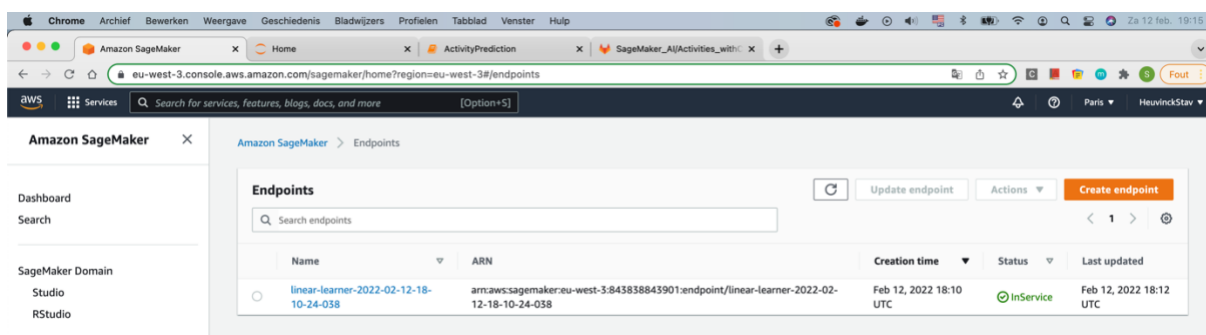 Chrome Archief Bewerken Weergave Geschiedenis Bladwijzers Profielen Tabblad Venster Help Za 12 feb. 19:15
Amazon SageMaker Home ActivityPrediction SageMaker_AI/Activities_with
eu-west-3.console.aws.amazon.com/sagemaker/home?region=eu-west-3#/endpoints Fout
aws Services Search for services, features, blogs, docs, and more [Option+S] Paris HeuvinckStav
Amazon SageMaker
Amazon SageMaker > Endpoints
Dashboard
Search
SageMaker Domain
Studio
RStudio
Endpoints Update endpoint Actions Create endpoint
Search endpoints 1
Name ARN Creation time Status Last updated
linear-learner-2022-02-12-18- arn:aws:sagemaker:eu-west-3:843838843901:endpoint/linear-learner-2022-02- Feb 12, 2022 18:10 InService Feb 12, 2022 18:12
10-24-038 12-18-10-24-038 UTC UTC